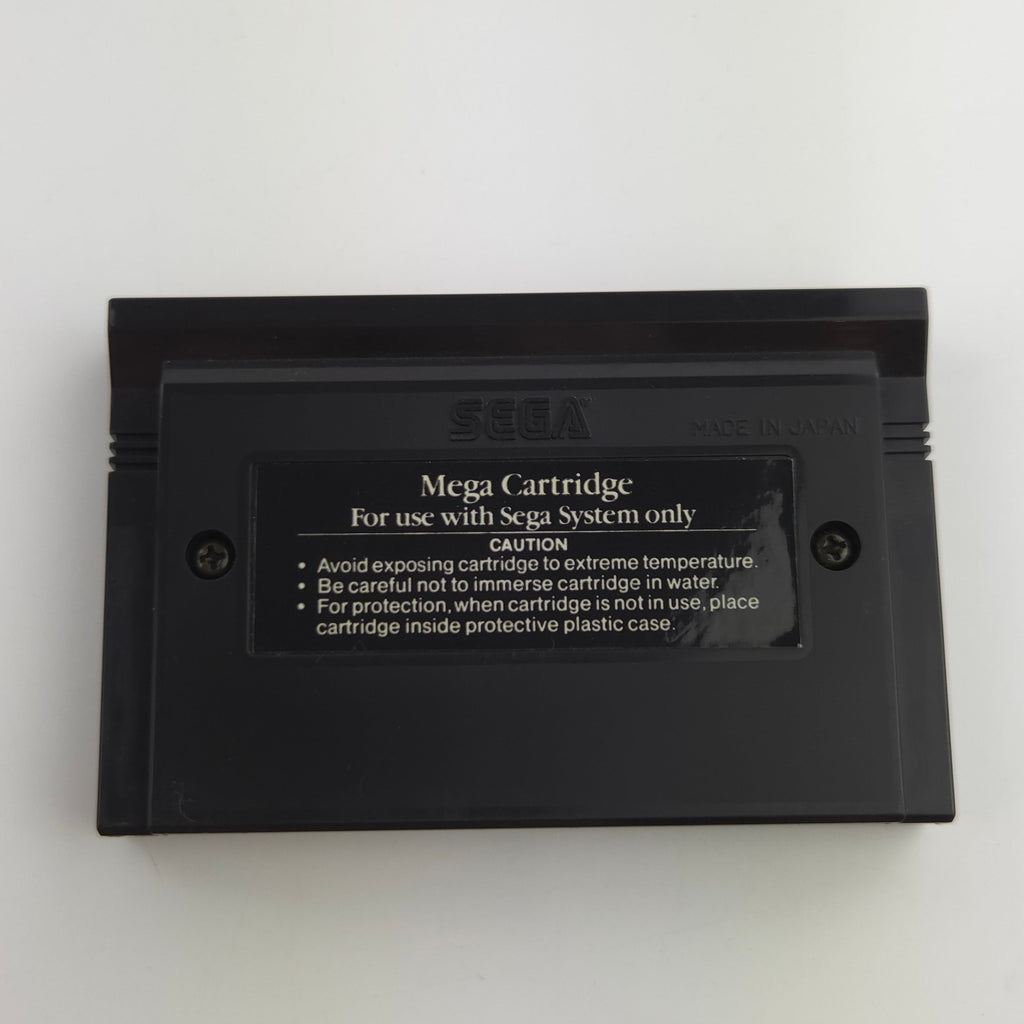 SEGA™
MADE IN JAPAN
Mega Cartridge
For use with Sega System only
CAUTION
• Avoid exposing cartridge to extreme temperature.
• Be careful not to immerse cartridge in water.
• For protection, when cartridge is not in use, place
cartridge inside protective plastic case.